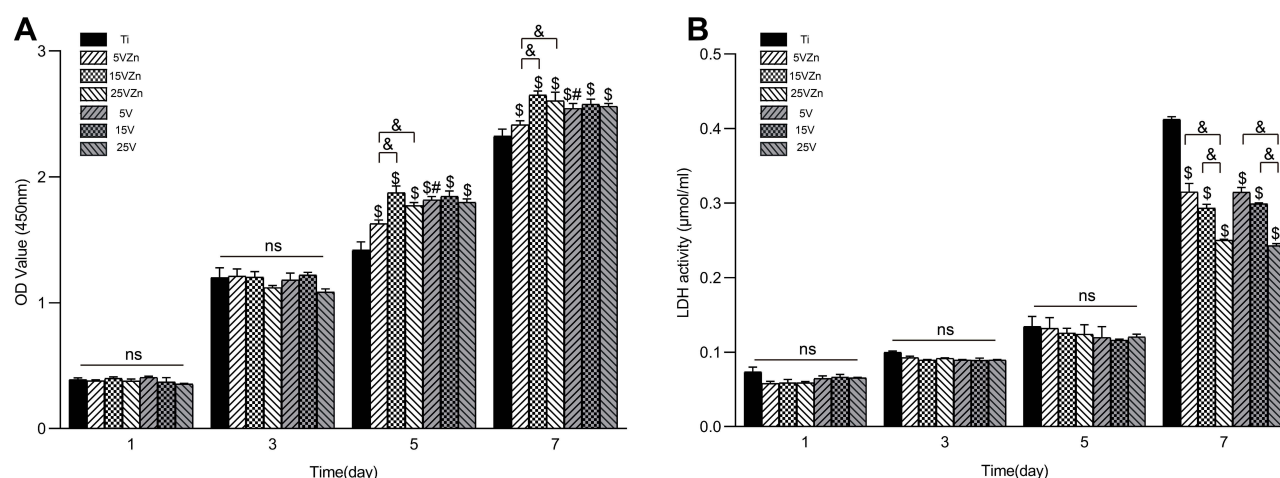 A
Ti
5VZn
15VZn
25VZn
5V
15V
25V
OD Value (450nm)
3
2
1
0
ns
ns
&
&
$
$
$
$#
$
$
&
&
$
$
$
$#
$
$
1
3
5
7
Time(day)
B
Ti
5VZn
15VZn
25VZn
5V
15V
25V
LDH activity (μmol/ml)
0.5
0.4
0.3
0.2
0.1
0.0
ns
ns
ns
&
&
&
&
$
$
$
$
$
$
1
3
5
7
Time(day)